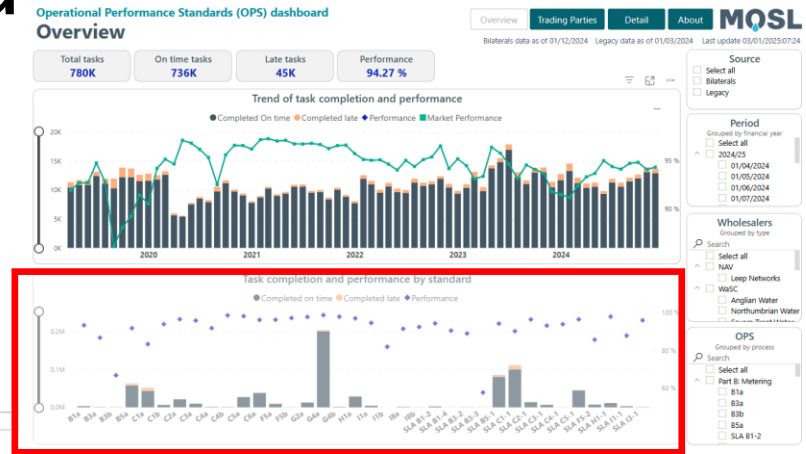 Operational Performance Standards (OPS) dashboard
Overview
Overview Trading Parties Detail About MOSL
Bilaterals data as of 01/12/2024 Legacy data as of 01/03/2024 Last update 03/01/2025:07:24
Total tasks
780K
On time tasks
736K
Late tasks
45K
Performance
94.27 %
Trend of task completion and performance
Completed On time Completed late Performance Market Performance
20K
15K
10K
5K
0K
95 %
90 %
2020 2021 2022 2023 2024
Task completion and performance by standard
Completed on time Completed late Performance
0.2M
0.1M
0.0M
100 %
80 %
60 %
B1a B3a B3b B5a C1a C1b C2a C3a C4a C4b C5a C6a F5a F5b G2a G4a G4b H1a I1a I1b I8a I8b SLA B1-2 SLA B1-4 SLA B3-2 SLA B3-3 SLA B5-1 SLA C1-1 SLA C2-1 SLA C3-1 SLA C4-1 SLA C5-1 SLA F5-2 SLA H1-1 SLA I1-1 SLA I3-1
Source
Select all
Bilaterals
Legacy
Period
Grouped by financial year
Select all
2024/25
01/04/2024
01/05/2024
01/06/2024
01/07/2024
Wholesalers
Grouped by type
Search
Select all
NAV
Leep Networks
WaSC
Anglian Water
Northumbrian Water
Severn Trent Water
OPS
Grouped by process
Search
Select all
Part B: Metering
B1a
B3a
B3b
B5a
SLA B1-2